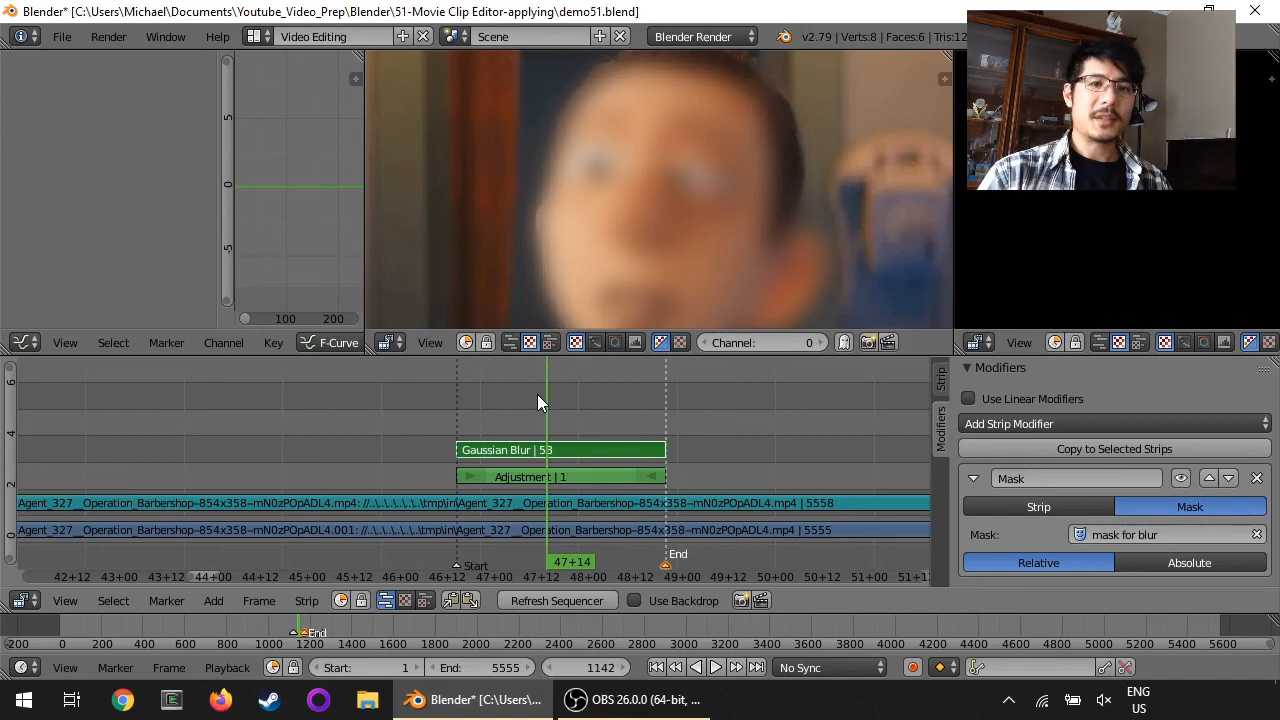 Blender* [C:\Users\Michael\Documents\Youtube_Video_Prep\Blender\51-Movie Clip Editor-applying\demo51.blend]
File Render Window Help Video Editing Scene Blender Render v2.79 | Verts:8 | Faces:6 | Tris:12
5
0
-5
100 200
View Select Marker Channel Key F-Curve View Channel: 0 View
6
4
2
0
Gaussian Blur | 53
Adjustment | 1
Agent_327__Operation_Barbershop-854x358-mN0zPOpADL4.mp4: //..\..\..\..\..\..\tmp\in\Agent_327__Operation_Barbershop-854x358-mN0zPOpADL4.mp4 | 5558
Agent_327__Operation_Barbershop-854x358-mN0zPOpADL4.001: //..\..\..\..\..\..\tmp\in\Agent_327__Operation_Barbershop-854x358-mN0zPOpADL4.mp4 | 5555
End
47+14
Start
42+12 43+00 43+12 44+00 44+12 45+00 45+12 46+00 46+12 47+00 47+12 48+00 48+12 49+00 49+12 50+00 50+12 51+00 51+1
Strip
Modifiers
Modifiers
Use Linear Modifiers
Add Strip Modifier
Copy to Selected Strips
Mask
Strip Mask
Mask: mask for blur
Relative Absolute
View Select Marker Add Frame Strip Refresh Sequencer Use Backdrop
End
-200 0 200 400 600 800 1000 1200 1400 1600 1800 2000 2200 2400 2600 2800 3000 3200 3400 3600 3800 4000 4200 4400 4600 4800 5000 5200 5400 5600
View Marker Frame Playback Start: 1 End: 5555 1142 No Sync
Blender* [C:\Users\... OBS 26.0.0 (64-bit, ...
ENG
US